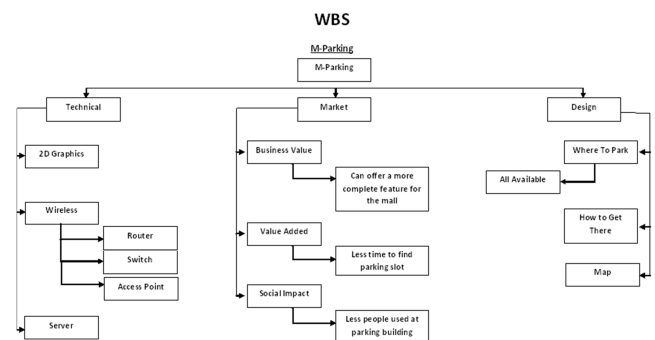 WBS
M-Parking
M-Parking
Technical
Market
Design
2D Graphics
Wireless
Router
Switch
Access Point
Server
Business Value
Can offer a more
complete feature for
the mall
Value Added
Less time to find
parking slot
Social Impact
Less people used at
parking building
Where To Park
All Available
How to Get
There
Map